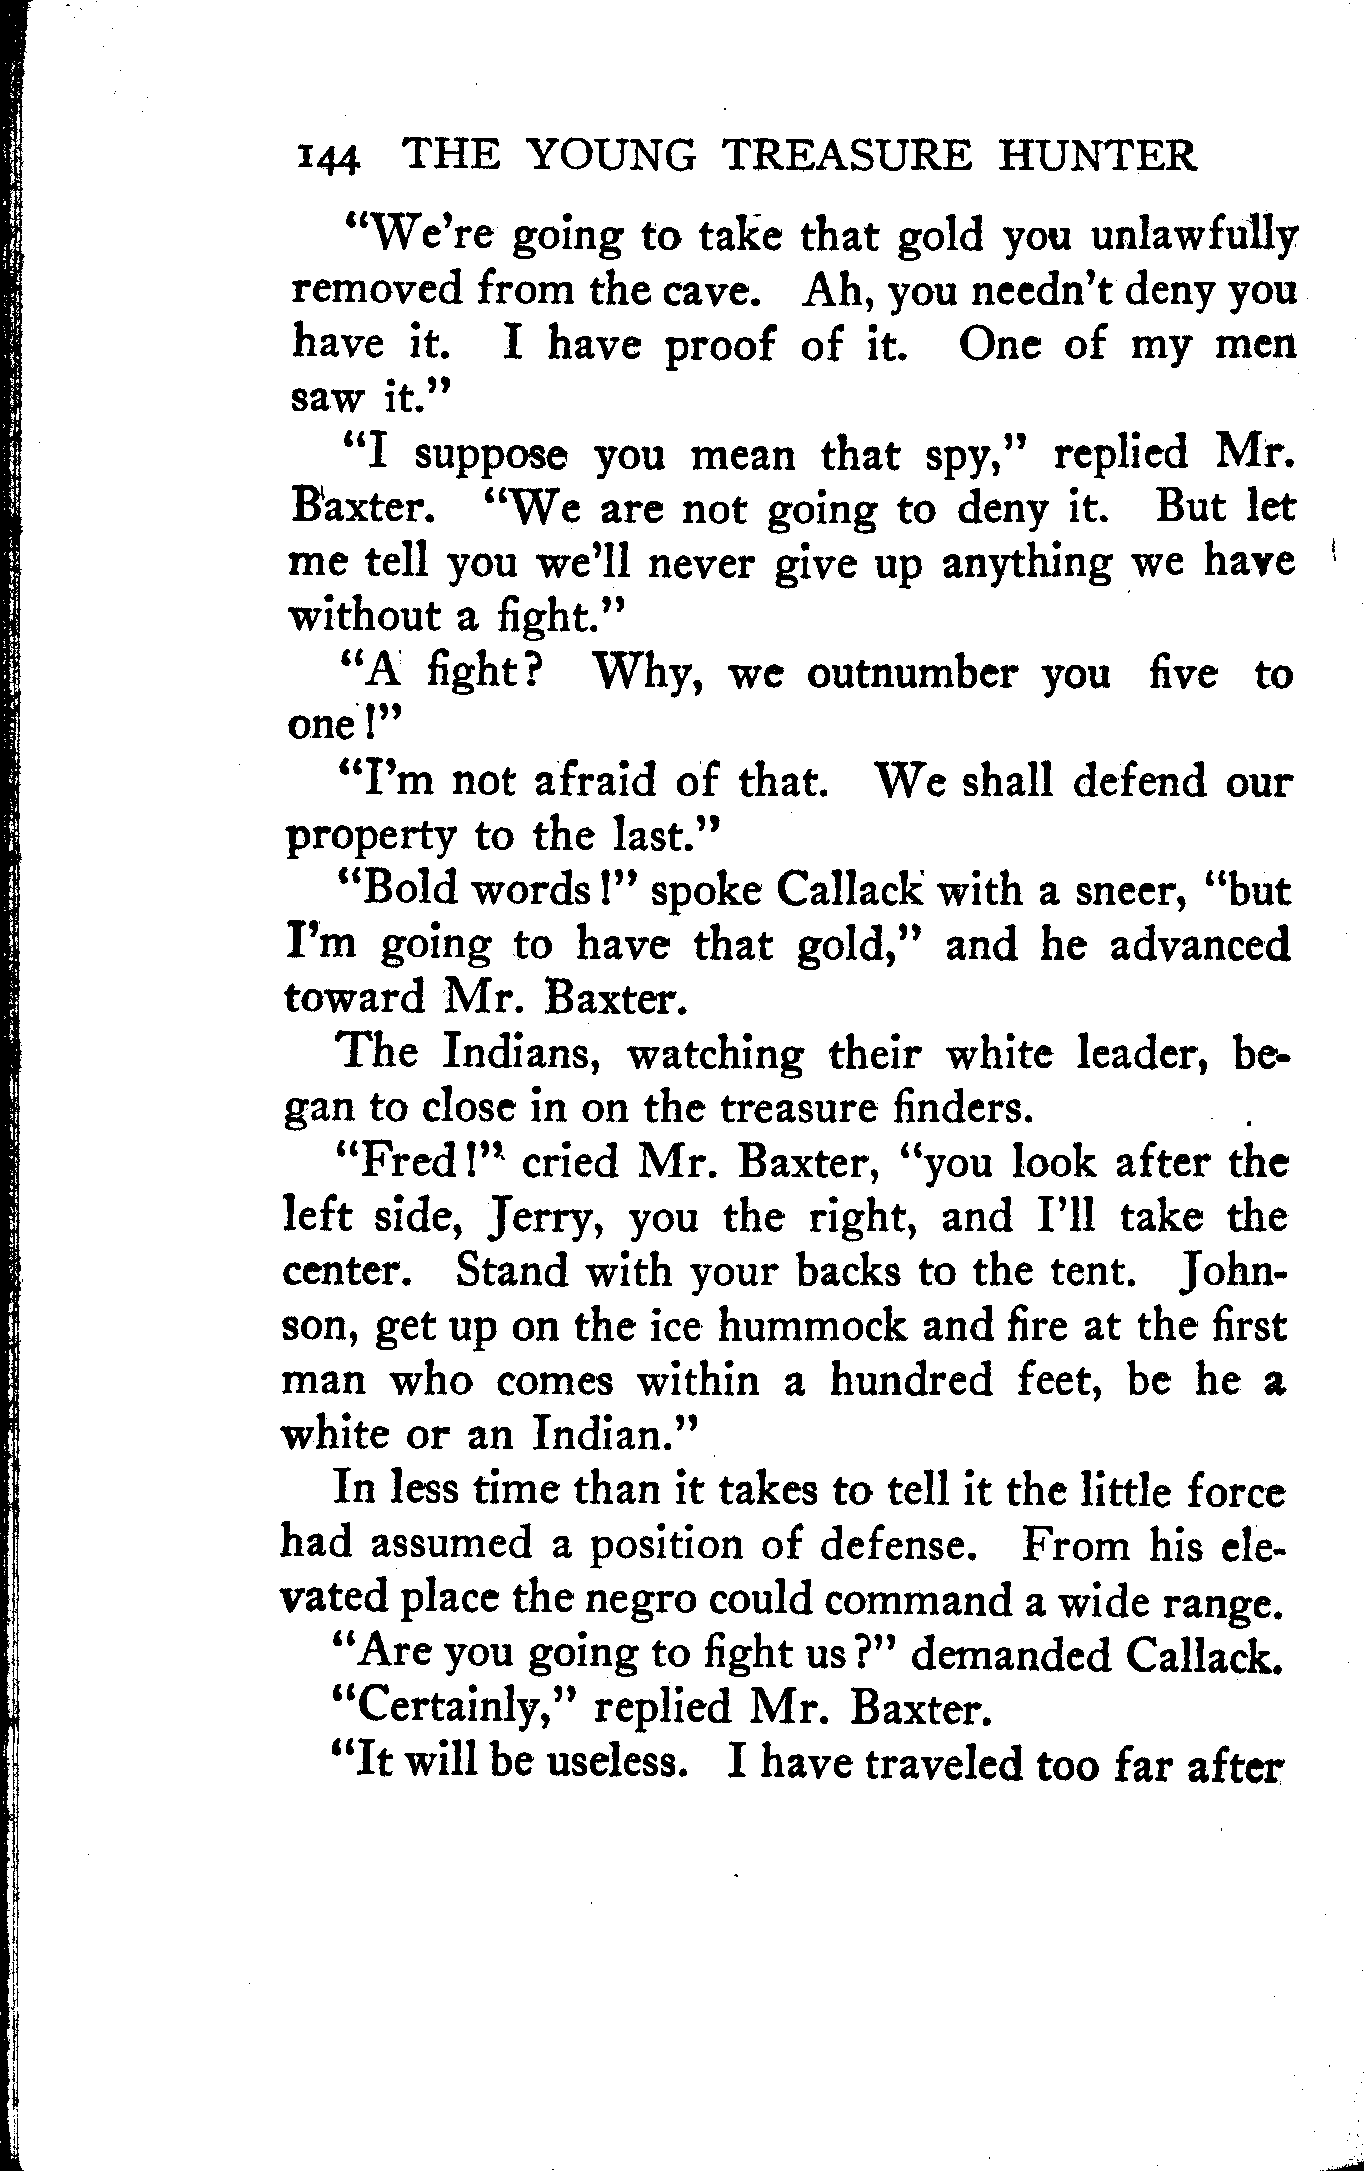 144 THE YOUNG TREASURE HUNTER
"We're going to take that gold you unlawfully
removed from the cave. Ah, you needn't deny you
have it. I have proof of it. One of my men
saw it."
"I suppose you mean that spy," replied Mr.
Baxter. "We are not going to deny it. But let
me tell you we'll never give up anything we have
without a fight."
"A fight? Why, we outnumber you five to
one!"
"I'm not afraid of that. We shall defend our
property to the last."
"Bold words!" spoke Callack with a sneer, "but
I'm going to have that gold," and he advanced
toward Mr. Baxter.
The Indians, watching their white leader, be-
gan to close in on the treasure finders.
"Fred!" cried Mr. Baxter, "you look after the
left side, Jerry, you the right, and I'll take the
center. Stand with your backs to the tent. John-
son, get up on the ice hummock and fire at the first
man who comes within a hundred feet, be he a
white or an Indian."
In less time than it takes to tell it the little force
had assumed a position of defense. From his ele-
vated place the negro could command a wide range.
"Are you going to fight us?" demanded Callack.
"Certainly," replied Mr. Baxter.
"It will be useless. I have traveled too far after